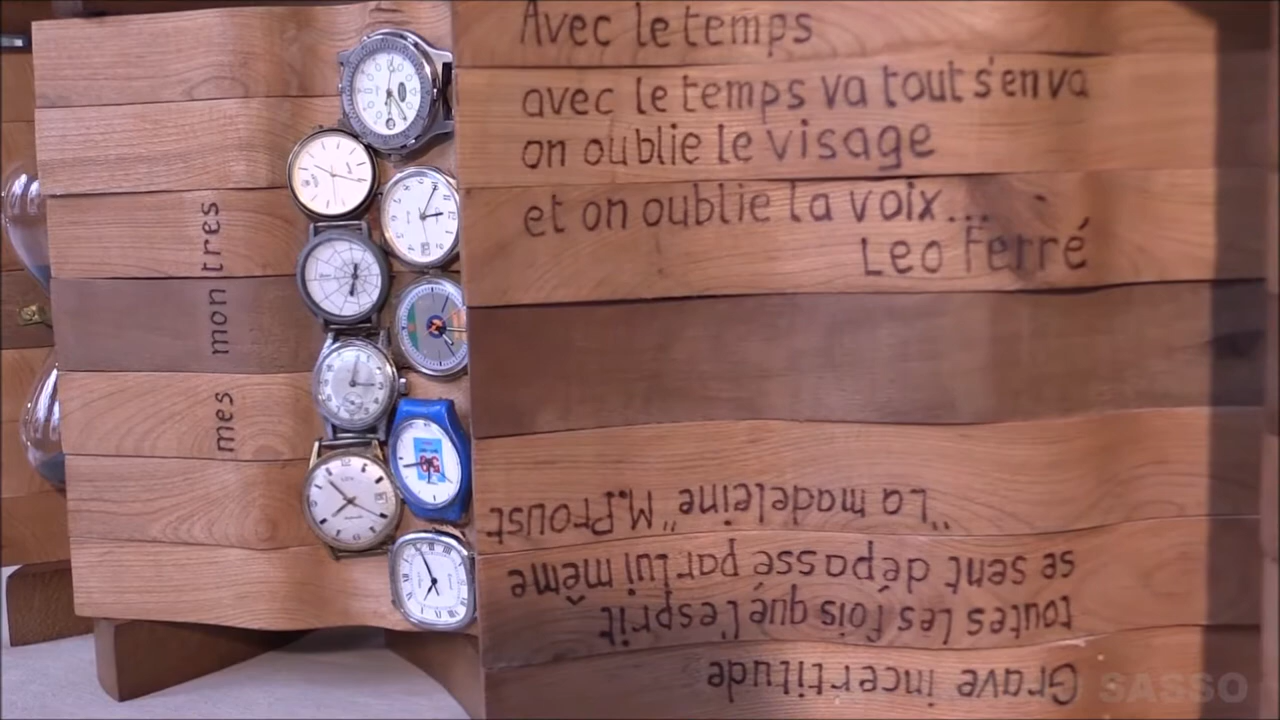 Avec le temps
avec le temps va tout s'en va
on oublie le visage
et on oublie la voix...
Leo Ferré
mes montres
Grave incertitude
toutes les fois que l'esprit
se sent dépassé par lui même
"La madeleine" M.Proust
SASSO